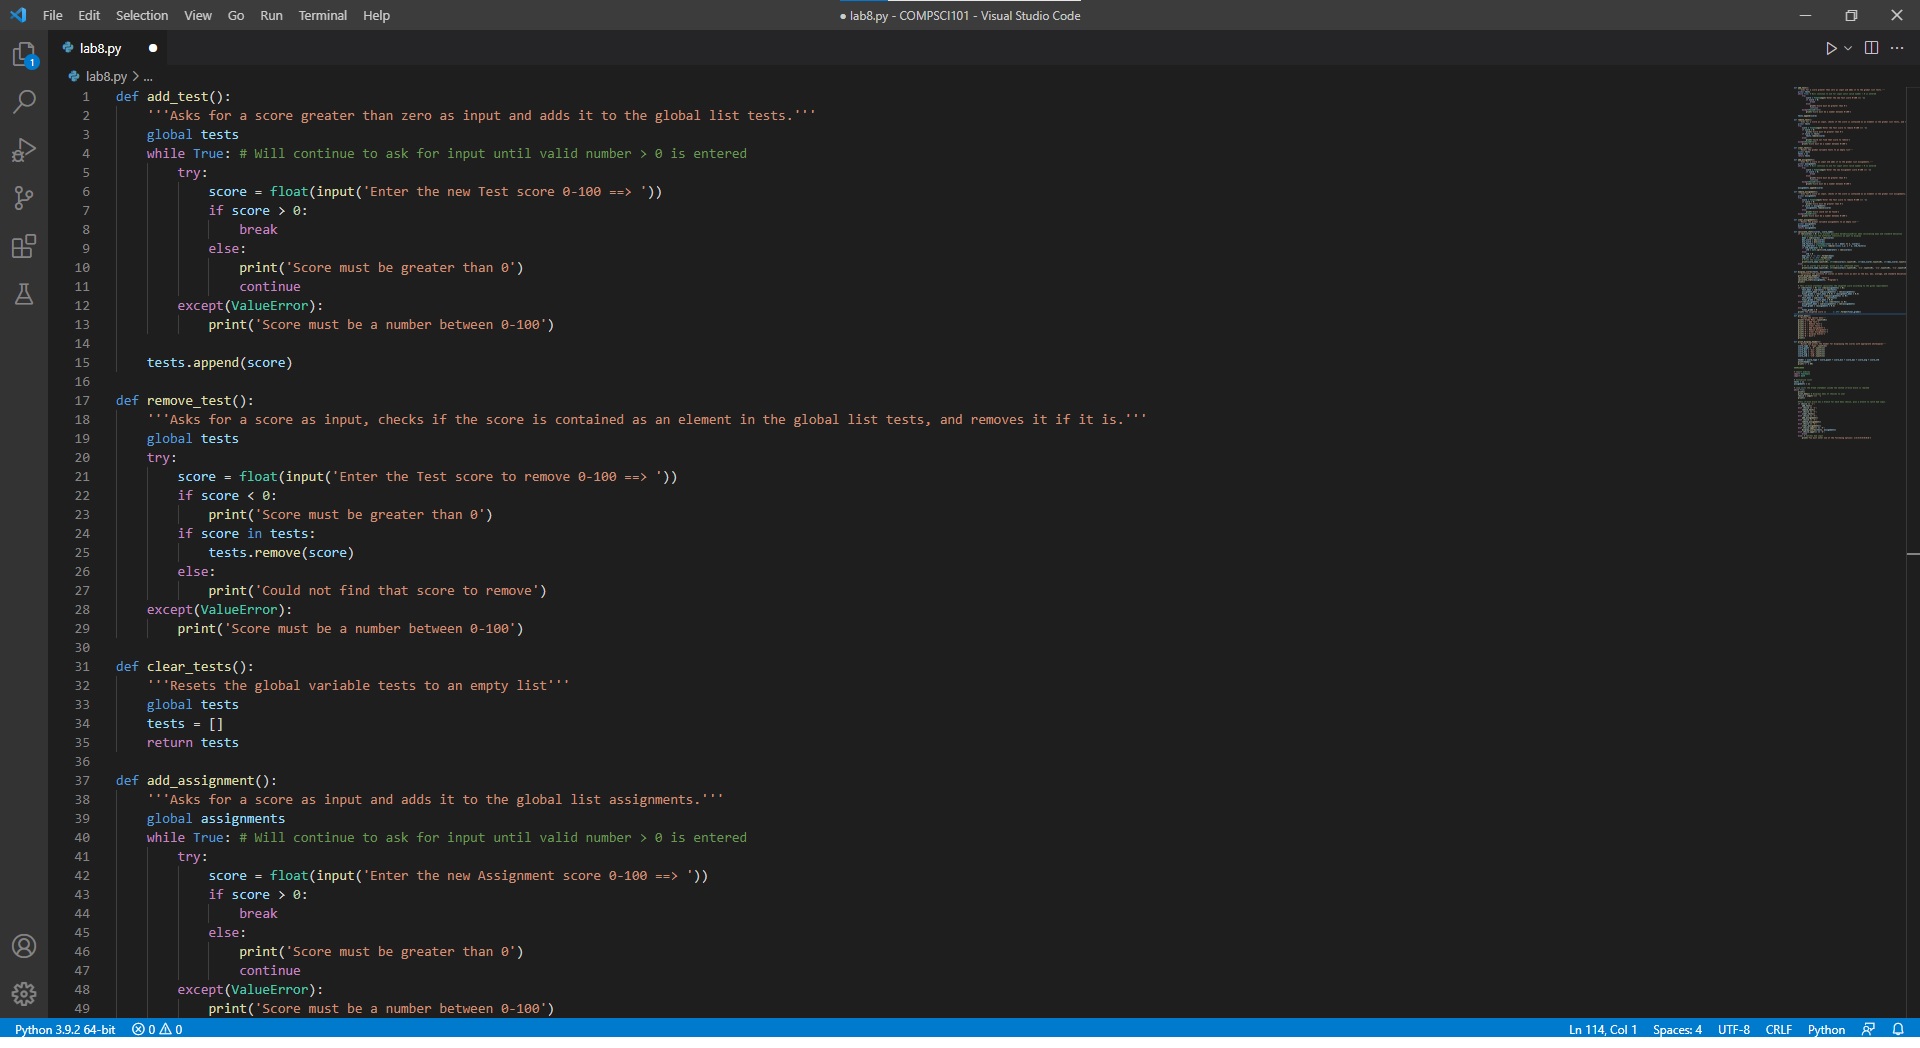 File Edit Selection View Go Run Terminal Help
● lab8.py - COMPSCI101 - Visual Studio Code
lab8.py ●
1
lab8.py > ...
1 def add_test():
2     '''Asks for a score greater than zero as input and adds it to the global list tests.'''
3     global tests
4     while True: # Will continue to ask for input until valid number > 0 is entered
5         try:
6             score = float(input('Enter the new Test score 0-100 ==> '))
7             if score > 0:
8                 break
9             else:
10                 print('Score must be greater than 0')
11                 continue
12         except(ValueError):
13             print('Score must be a number between 0-100')
14
15     tests.append(score)
16
17 def remove_test():
18     '''Asks for a score as input, checks if the score is contained as an element in the global list tests, and removes it if it is.'''
19     global tests
20     try:
21         score = float(input('Enter the Test score to remove 0-100 ==> '))
22         if score < 0:
23             print('Score must be greater than 0')
24         if score in tests:
25             tests.remove(score)
26         else:
27             print('Could not find that score to remove')
28     except(ValueError):
29         print('Score must be a number between 0-100')
30
31 def clear_tests():
32     '''Resets the global variable tests to an empty list'''
33     global tests
34     tests = []
35     return tests
36
37 def add_assignment():
38     '''Asks for a score as input and adds it to the global list assignments.'''
39     global assignments
40     while True: # Will continue to ask for input until valid number > 0 is entered
41         try:
42             score = float(input('Enter the new Assignment score 0-100 ==> '))
43             if score > 0:
44                 break
45             else:
46                 print('Score must be greater than 0')
47                 continue
48         except(ValueError):
49             print('Score must be a number between 0-100')
Python 3.9.2 64-bit 0 0 Ln 114, Col 1 Spaces: 4 UTF-8 CRLF Python